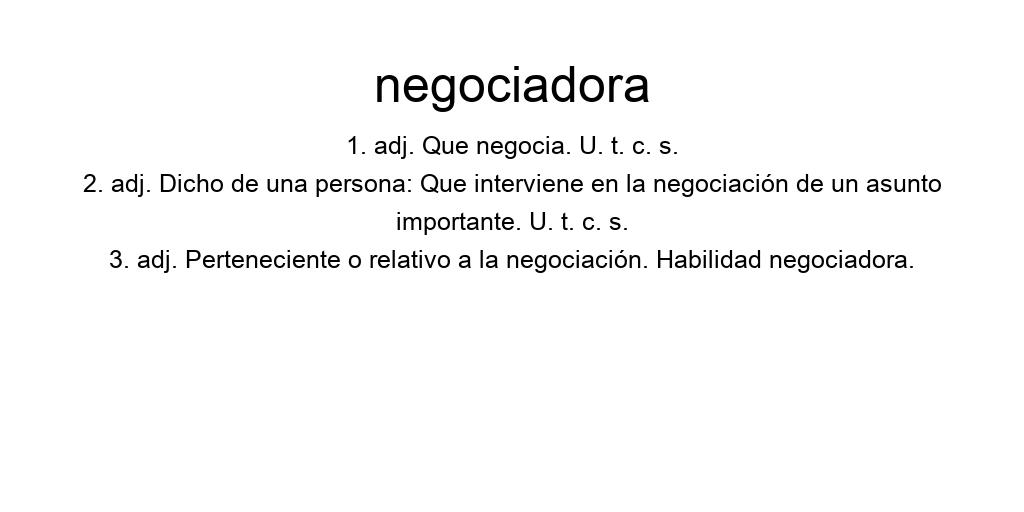 negociadora
1. adj. Que negocia. U. t. c. s.
2. adj. Dicho de una persona: Que interviene en la negociación de un asunto
importante. U. t. c. s.
3. adj. Perteneciente o relativo a la negociación. Habilidad negociadora.